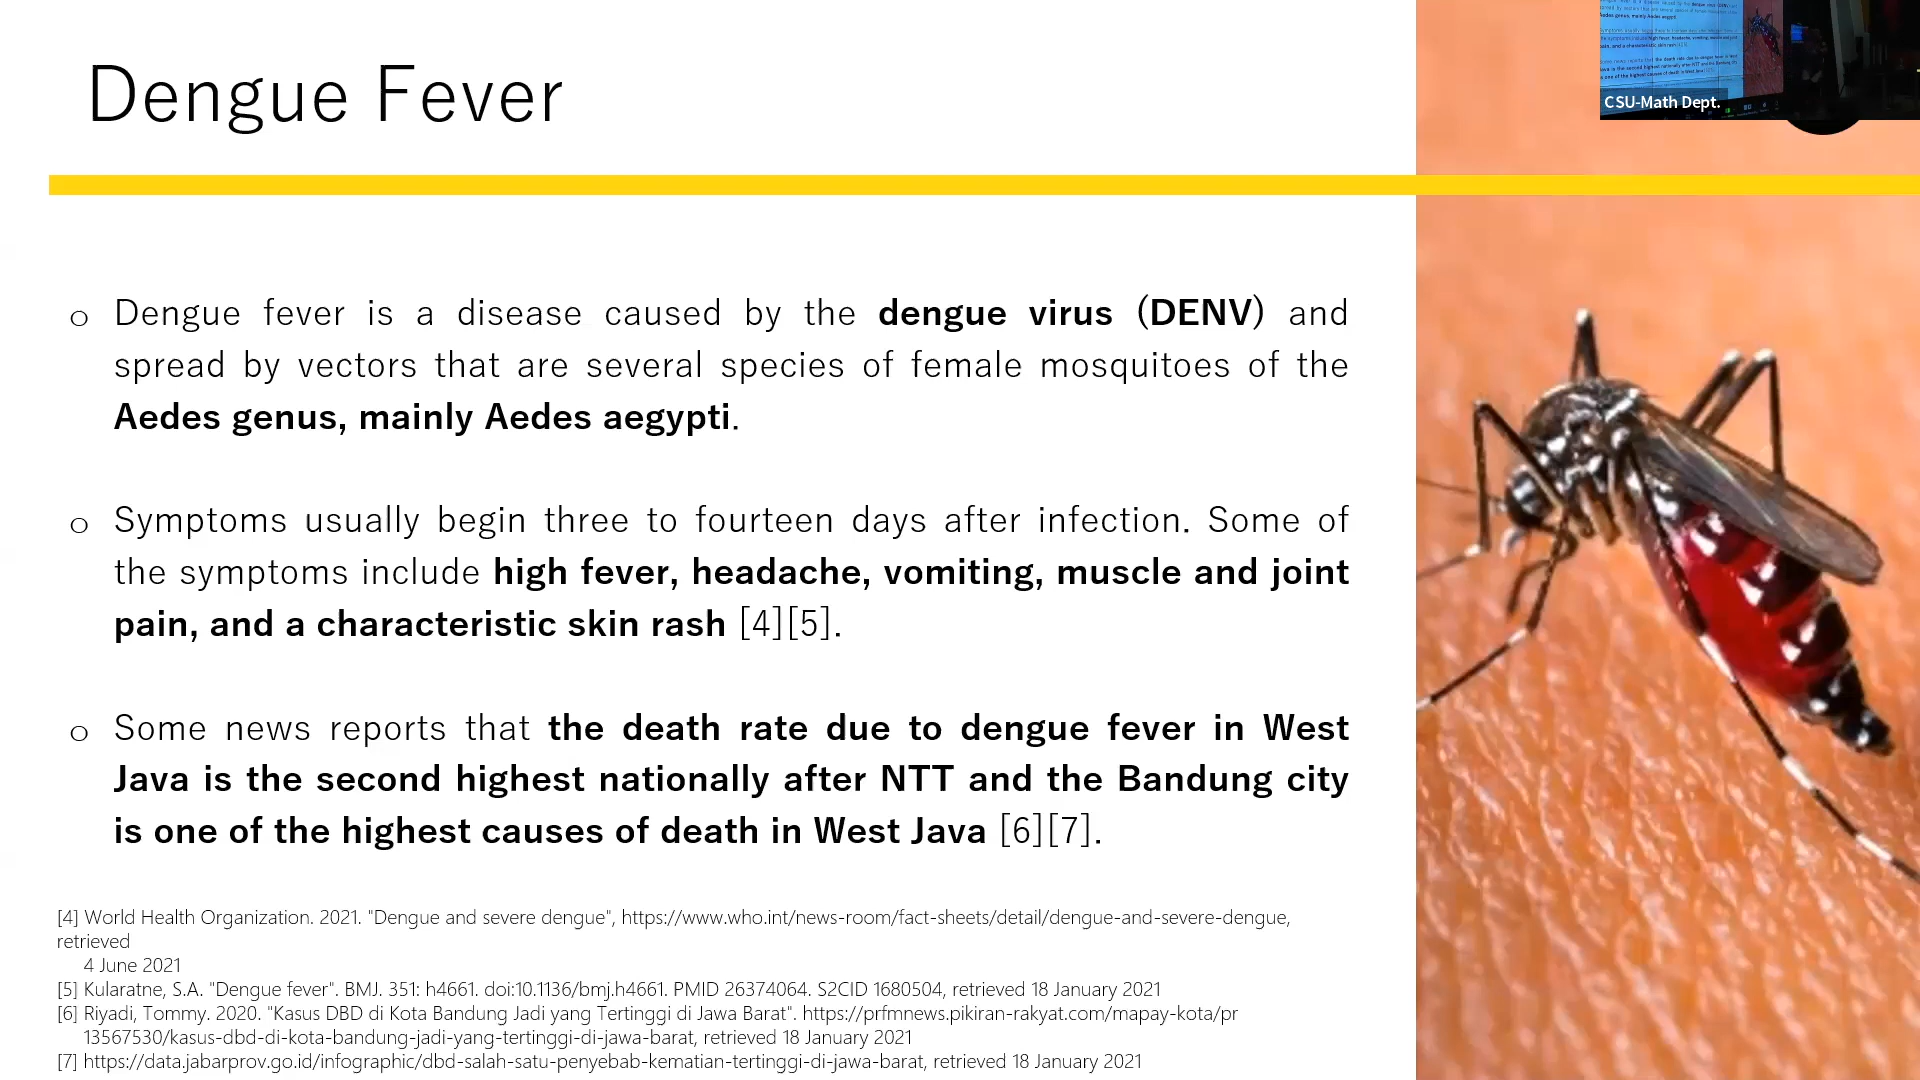 Dengue Fever
CSU-Math Dept.
o Dengue fever is a disease caused by the dengue virus (DENV) and
spread by vectors that are several species of female mosquitoes of the
Aedes genus, mainly Aedes aegypti.
o Symptoms usually begin three to fourteen days after infection. Some of
the symptoms include high fever, headache, vomiting, muscle and joint
pain, and a characteristic skin rash [4][5].
o Some news reports that the death rate due to dengue fever in West
Java is the second highest nationally after NTT and the Bandung city
is one of the highest causes of death in West Java [6][7].
[4] World Health Organization. 2021. "Dengue and severe dengue", https://www.who.int/news-room/fact-sheets/detail/dengue-and-severe-dengue,
retrieved
4 June 2021
[5] Kularatne, S.A. "Dengue fever". BMJ. 351: h4661. doi:10.1136/bmj.h4661. PMID 26374064. S2CID 1680504, retrieved 18 January 2021
[6] Riyadi, Tommy. 2020. "Kasus DBD di Kota Bandung Jadi yang Tertinggi di Jawa Barat". https://prfmnews.pikiran-rakyat.com/mapay-kota/pr
13567530/kasus-dbd-di-kota-bandung-jadi-yang-tertinggi-di-jawa-barat, retrieved 18 January 2021
[7] https://data.jabarprov.go.id/infographic/dbd-salah-satu-penyebab-kematian-tertinggi-di-jawa-barat, retrieved 18 January 2021